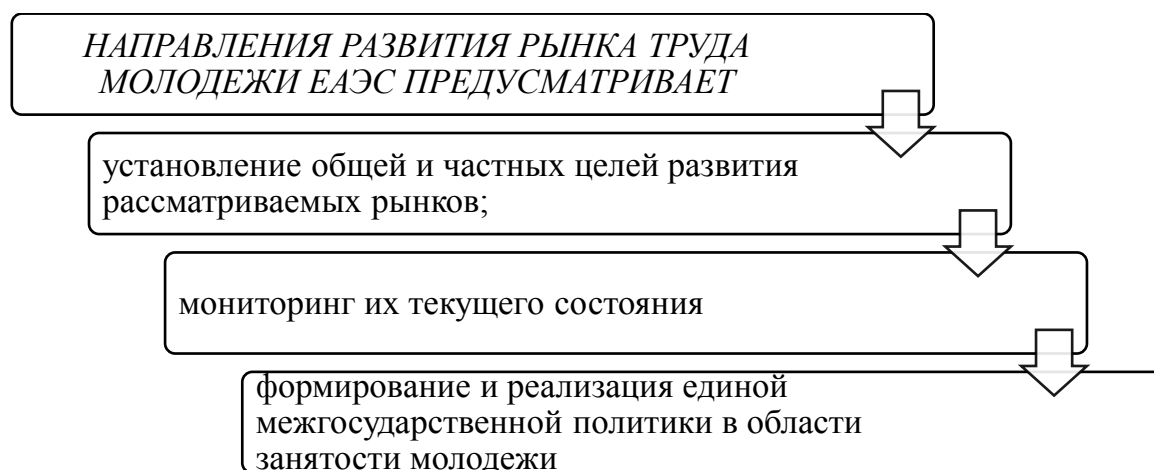 НАПРАВЛЕНИЯ РАЗВИТИЯ РЫНКА ТРУДА
МОЛОДЕЖИ ЕАЭС ПРЕДУСМАТРИВАЕТ
установление общей и частных целей развития
рассматриваемых рынков;
мониторинг их текущего состояния
формирование и реализация единой
межгосударственной политики в области
занятости молодежи